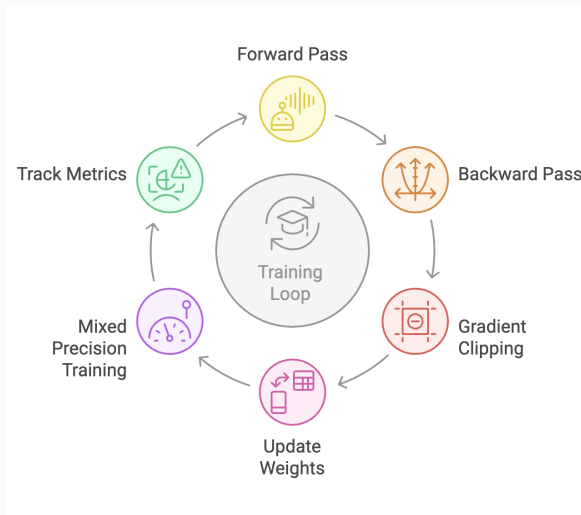 Forward Pass
Track Metrics
Backward Pass
Training
Loop
Mixed
Precision
Training
Gradient
Clipping
Update
Weights